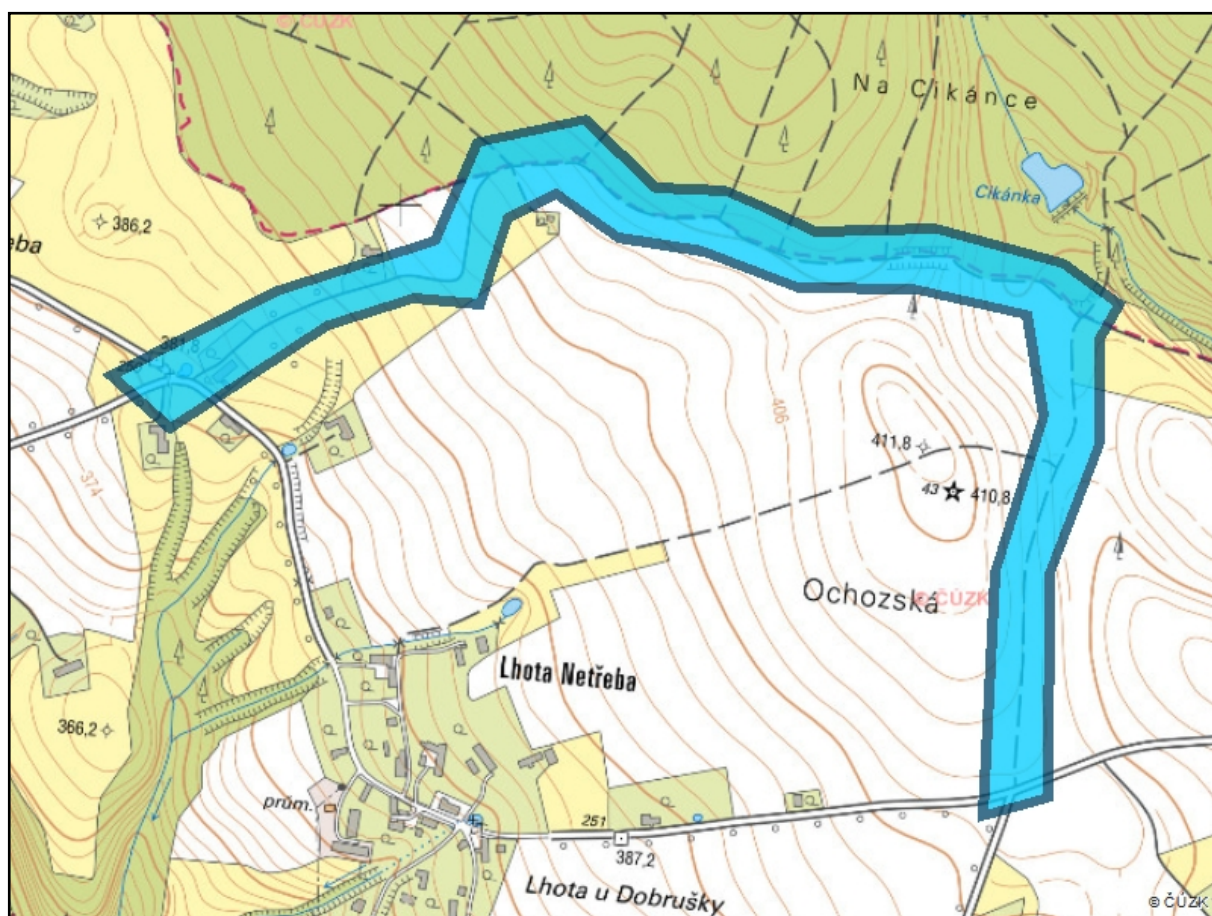 © ČÚZK
Na Cikánce
Cikánka
386,2
eba
381,8
374
406
411,8
43
410,8
Ochozská
© ČÚZK
Lhota Netřeba
366,2
prům.
251
387,2
Lhota u Dobrušky
© ČÚZK